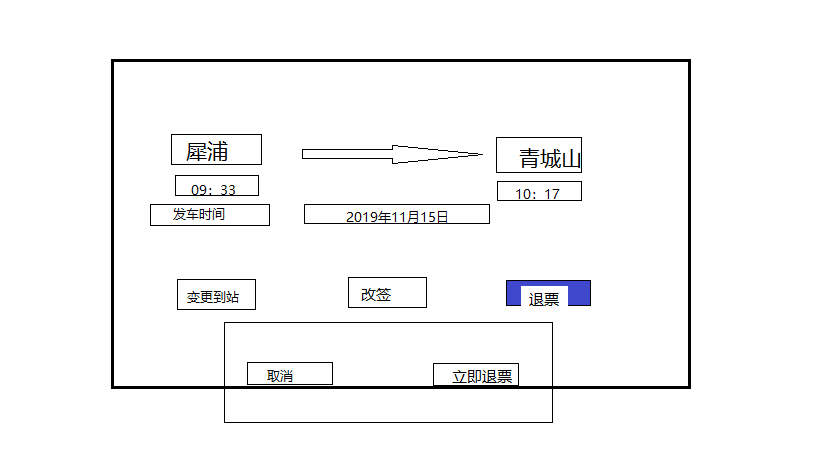 犀浦
青城山
09：33
10：17
发车时间
2019年11月15日
变更到站
改签
退票
取消
立即退票